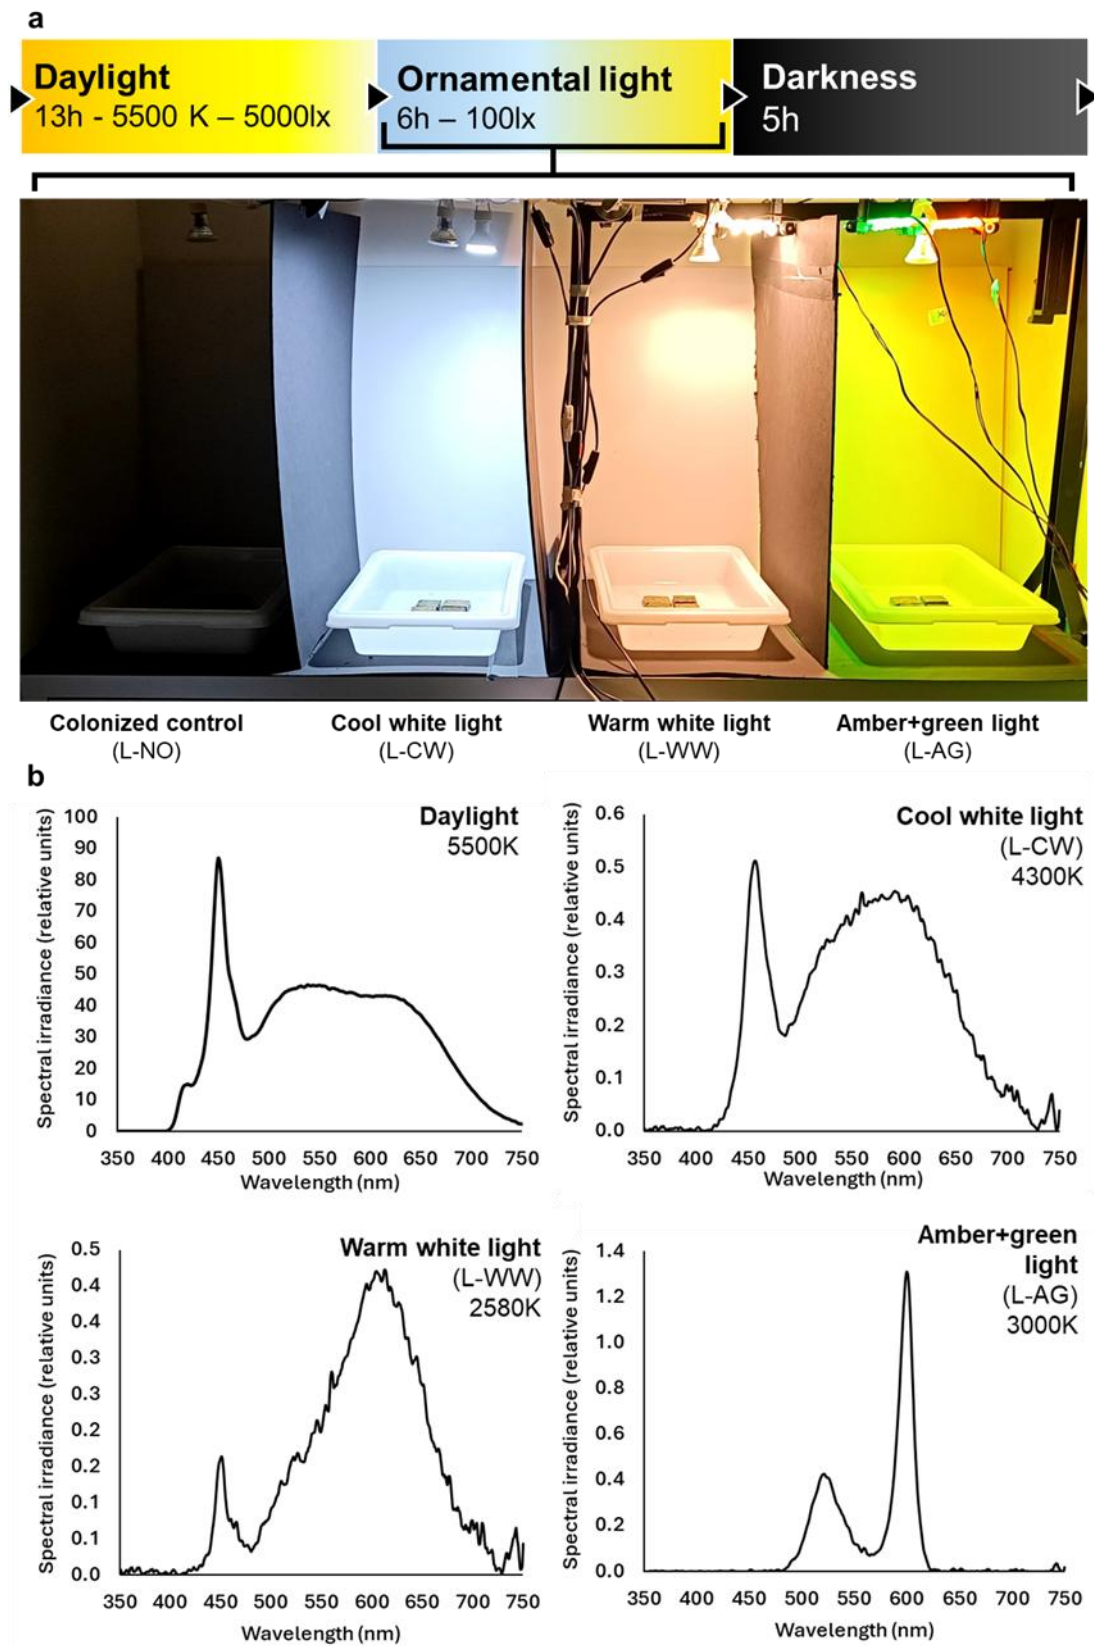 a
Daylight
13h - 5500 K – 5000lx
Ornamental light
6h – 100lx
Darkness
5h
Colonized control
(L-NO)
Cool white light
(L-CW)
Warm white light
(L-WW)
Amber+green light
(L-AG)
b
Daylight
5500K
Spectral irradiance (relative units)
100
90
80
70
60
50
40
30
20
10
0
350 400 450 500 550 600 650 700 750
Wavelength (nm)
Cool white light
(L-CW)
4300K
Spectral irradiance (relative units)
0.6
0.5
0.4
0.3
0.2
0.1
0.0
350 400 450 500 550 600 650 700 750
Wavelength (nm)
Warm white light
(L-WW)
2580K
Spectral irradiance (relative units)
0.5
0.4
0.4
0.3
0.3
0.2
0.2
0.1
0.1
0.0
350 400 450 500 550 600 650 700 750
Wavelength (nm)
Amber+green
light
(L-AG)
3000K
Spectral irradiance (relative units)
1.4
1.2
1.0
0.8
0.6
0.4
0.2
0.0
350 400 450 500 550 600 650 700 750
Wavelength (nm)